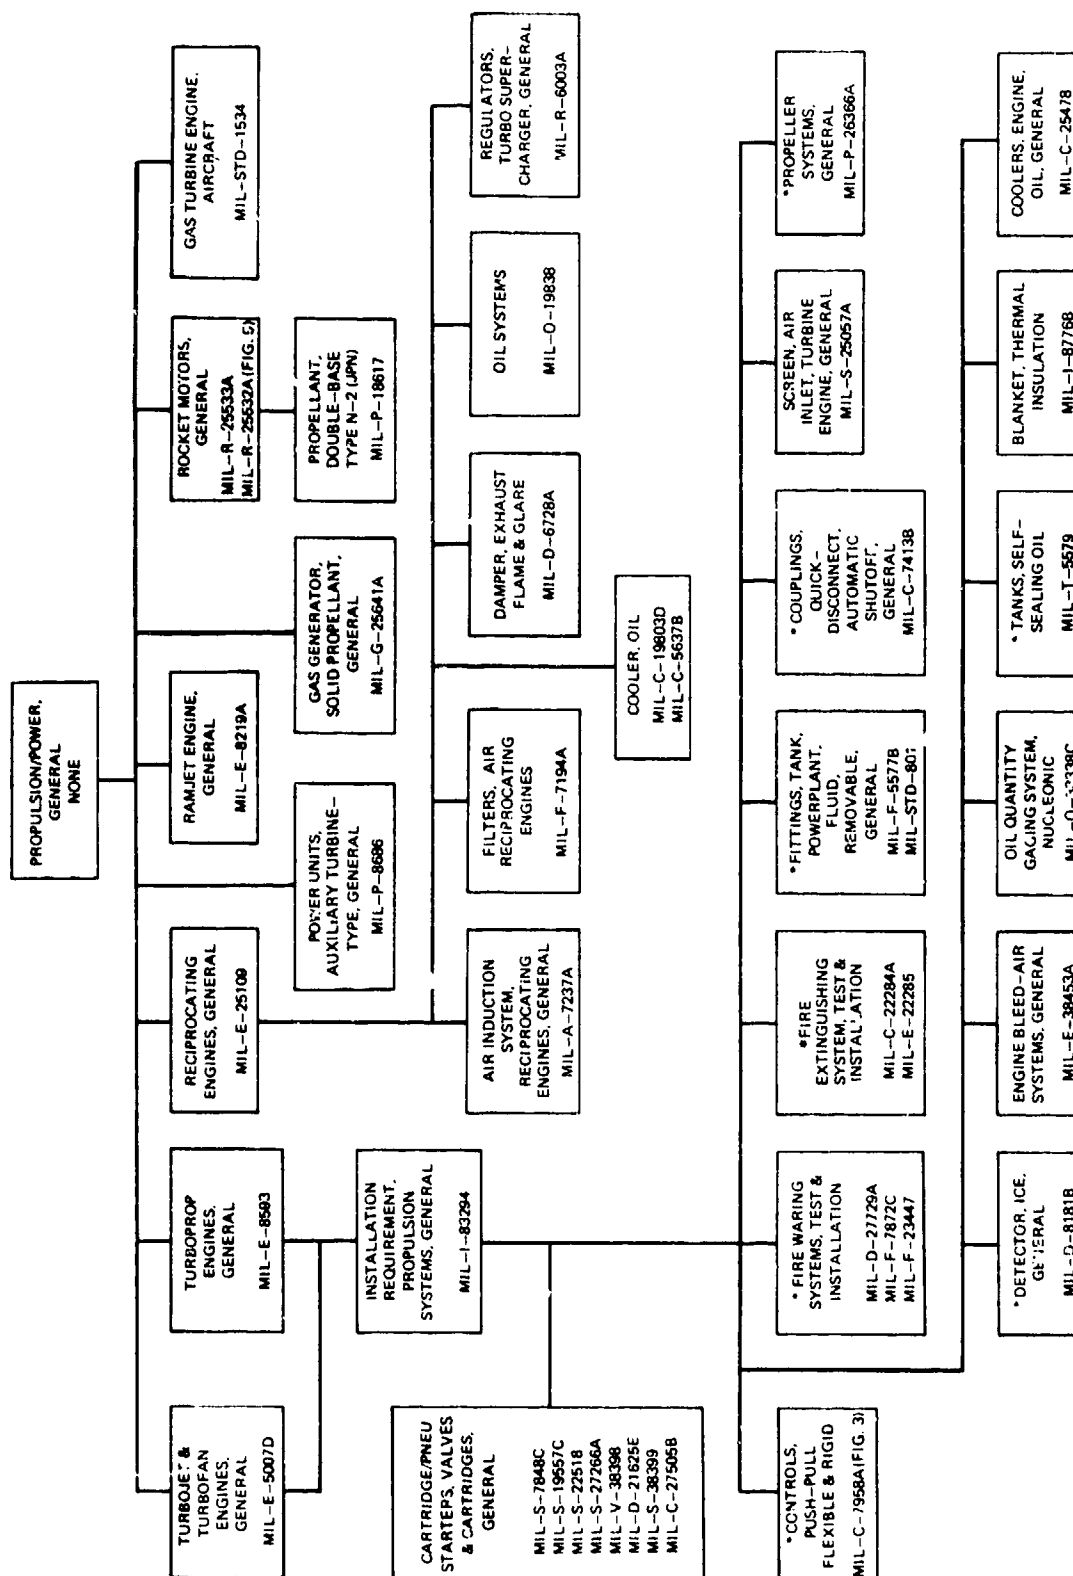 PROPULSION/POWER,
GENERAL
NONE
TURBOJET &
TURBOFAN
ENGINES,
GENERAL
MIL-E-5007D
TURBOPROP
ENGINES,
GENERAL
MIL-E-8593
RECIPROCATING
ENGINES, GENERAL
MIL-E-25109
RAMJET ENGINE,
GENERAL
MIL-E-8219A
ROCKET MOTORS,
GENERAL
MIL-R-25533A
MIL-R-25532A (FIG. 5)
GAS TURBINE ENGINE,
AIRCRAFT
MIL-STD-1534
POWER UNITS,
AUXILIARY TURBINE-
TYPE, GENERAL
MIL-P-8686
GAS GENERATOR,
SOLID PROPELLANT,
GENERAL
MIL-G-25641A
PROPELLANT,
DOUBLE-BASE
TYPE N-2 (JPN)
MIL-P-18617
INSTALLATION
REQUIREMENT,
PROPULSION
SYSTEMS, GENERAL
MIL-I-83294
AIR INDUCTION
SYSTEM,
RECIPROCATING
ENGINES, GENERAL
MIL-A-7237A
FILTERS, AIR
RECIPROCATING
ENGINES
MIL-F-7194A
DAMPER, EXHAUST
FLAME & GLARE
MIL-D-6728A
OIL SYSTEMS
MIL-O-19838
REGULATORS,
TURBO SUPER-
CHARGER, GENERAL
MIL-R-6003A
CARTRIDGE/PNEU
STARTERS, VALVES
& CARTRIDGES,
GENERAL
MIL-S-7848C
MIL-S-19557C
MIL-S-22518
MIL-S-27266A
MIL-V-38398
MIL-D-21625E
MIL-S-38399
MIL-C-27505B
COOLER, OIL
MIL-C-19803D
MIL-C-5637B
*CONTROLS,
PUSH-PULL
FLEXIBLE & RIGID
MIL-C-7958A (FIG. 3)
* FIRE WARING
SYSTEMS, TEST &
INSTALLATION
MIL-D-27729A
MIL-F-7872C
MIL-F-23447
*FIRE
EXTINGUISHING
SYSTEM, TEST &
INSTALLATION
MIL-C-22284A
MIL-E-22285
*FITTINGS, TANK,
POWERPLANT,
FLUID,
REMOVABLE,
GENERAL
MIL-F-5577B
* COUPLINGS,
QUICK-
DISCONNECT,
AUTOMATIC
SHUTOFF,
GENERAL
MIL-C-7413B
SCREEN, AIR
INLET, TURBINE
ENGINE, GENERAL
MIL-S-25057A
*PROPELLER
SYSTEMS,
GENERAL
MIL-P-26366A
*DETECTOR, ICE,
GENERAL
MIL-D-8181B
ENGINE BLEED-AIR
SYSTEMS, GENERAL
MIL-E-38453A
OIL QUANTITY
GAGING SYSTEM,
NUCLEONIC
* TANKS, SELF-
SEALING OIL
MIL-T-5579
BLANKET, THERMAL
INSULATION
MIL-I-8776B
COOLERS, ENGINE,
OIL, GENERAL
MIL-C-25478